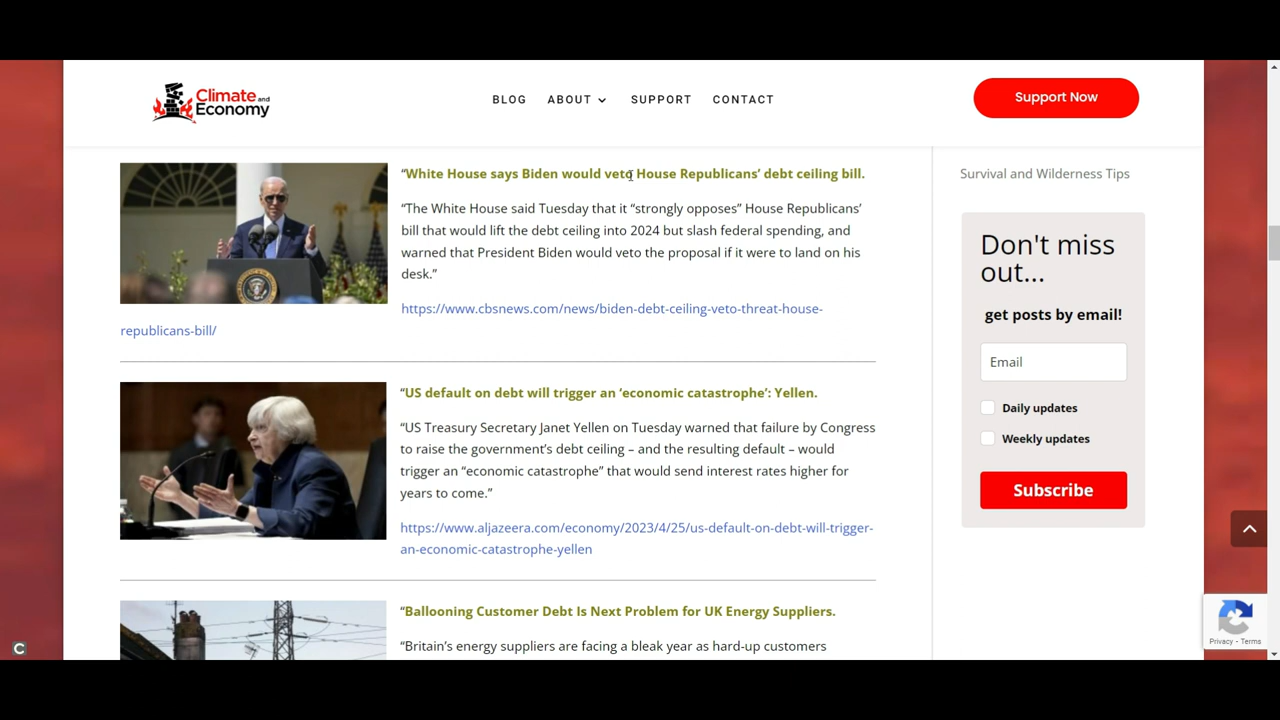 Climate and
Economy
BLOG
ABOUT
SUPPORT
CONTACT
Support Now
“White House says Biden would veto House Republicans’ debt ceiling bill.
“The White House said Tuesday that it “strongly opposes” House Republicans’
bill that would lift the debt ceiling into 2024 but slash federal spending, and
warned that President Biden would veto the proposal if it were to land on his
desk.”
https://www.cbsnews.com/news/biden-debt-ceiling-veto-threat-house-
republicans-bill/
“US default on debt will trigger an ‘economic catastrophe’: Yellen.
“US Treasury Secretary Janet Yellen on Tuesday warned that failure by Congress
to raise the government’s debt ceiling – and the resulting default – would
trigger an “economic catastrophe” that would send interest rates higher for
years to come.”
https://www.aljazeera.com/economy/2023/4/25/us-default-on-debt-will-trigger-
an-economic-catastrophe-yellen
“Ballooning Customer Debt Is Next Problem for UK Energy Suppliers.
“Britain’s energy suppliers are facing a bleak year as hard-up customers
Survival and Wilderness Tips
Don't miss
out...
get posts by email!
Email
Daily updates
Weekly updates
Subscribe
Privacy - Terms
C